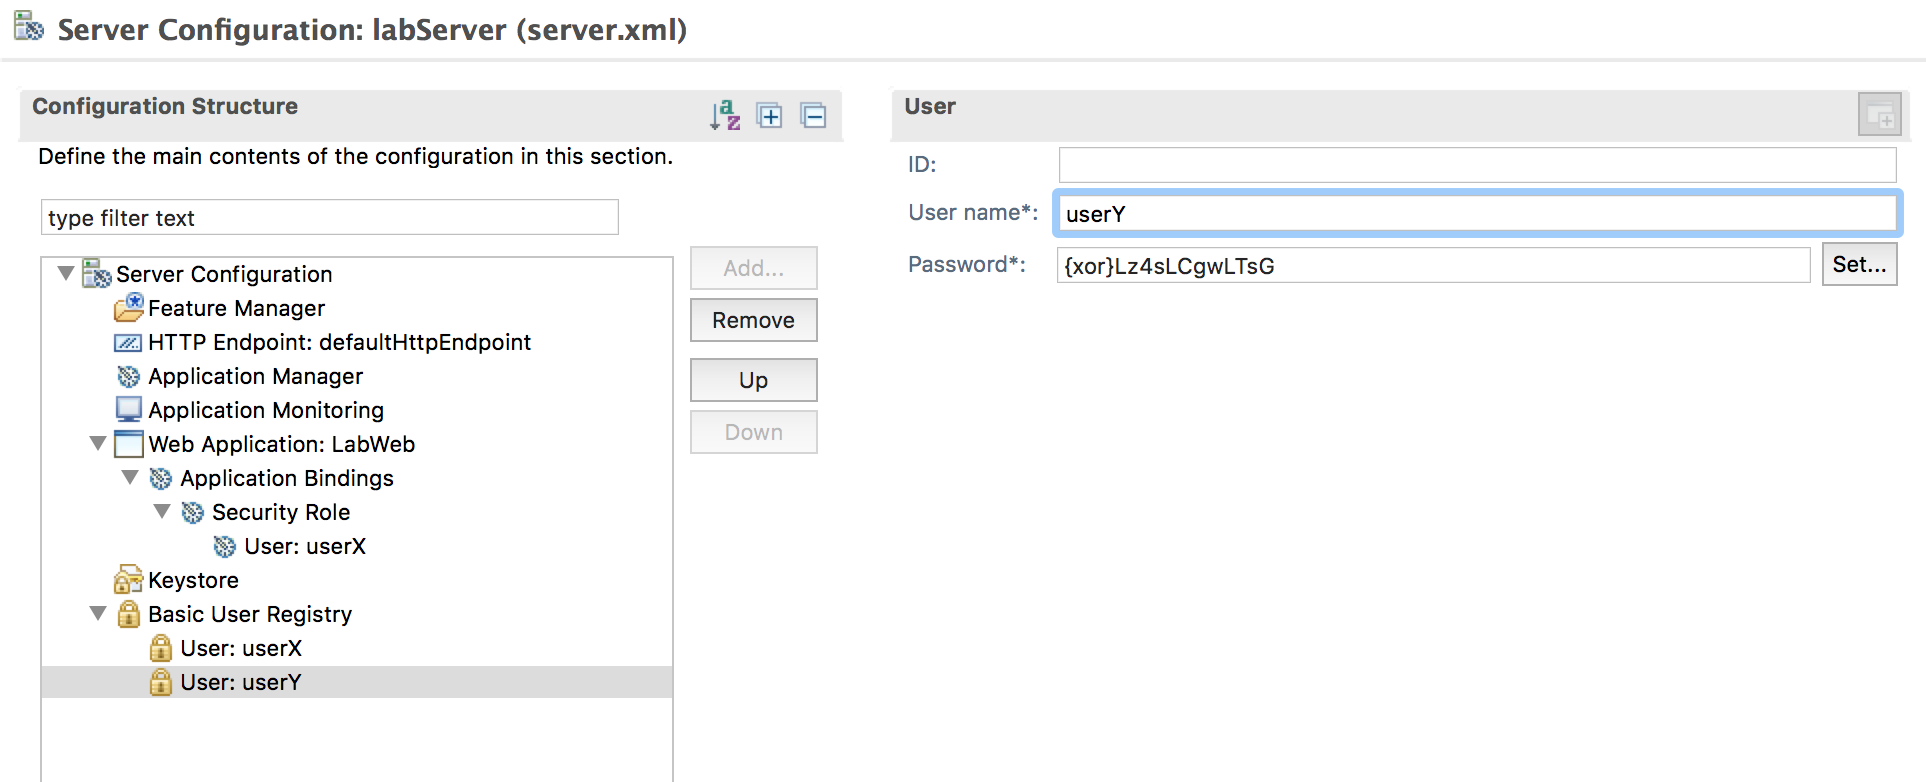 Server Configuration: labServer (server.xml)
Configuration Structure
Define the main contents of the configuration in this section.
type filter text
Server Configuration
Feature Manager
HTTP Endpoint: defaultHttpEndpoint
Application Manager
Application Monitoring
Web Application: LabWeb
Application Bindings
Security Role
User: userX
Keystore
Basic User Registry
User: userX
User: userY
Add...
Remove
Up
Down
User
ID:
User name*: userY
Password*: {xor}Lz4sLCgwLTsG Set...